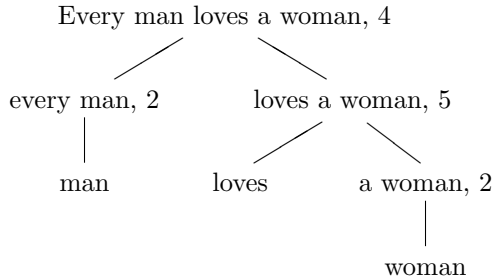 Every man loves a woman, 4
every man, 2 loves a woman, 5
man loves a woman, 2
woman